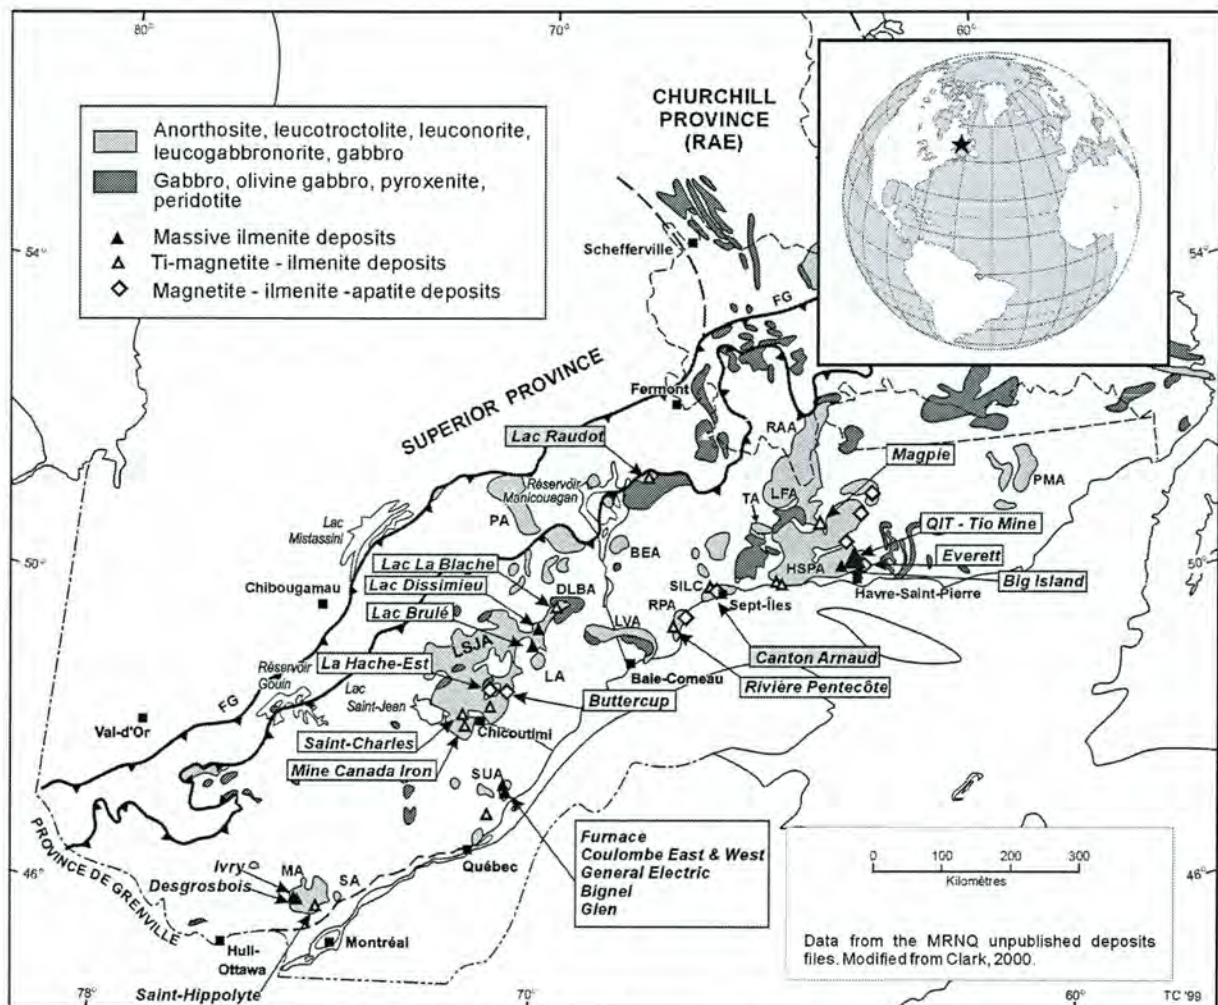 80°
70°
60°
Anorthosite, leucotroctolite, leuconorite,
leucogabbronorite, gabbro
Gabbro, olivine gabbro, pyroxenite,
peridotite
Massive ilmenite deposits
Ti-magnetite - ilmenite deposits
Magnetite - ilmenite -apatite deposits
CHURCHILL
PROVINCE
(RAE)
Schefferville
54°
54°
FG
SUPERIOR PROVINCE
Fermont
Lac Raudot
RAA
Magpie
Réservoir
Manicouagan
PMA
LFA
PA
TA
Lac
Mistassini
QIT - Tio Mine
BEA
50°
50°
Everett
Lac La Blache
HSPA
Big Island
Lac Dissimieu
DLBA
Chibougamau
SILC
Sept-Îles
Havre-Saint-Pierre
Lac Brulé
RPA
LVA
LSJA
La Hache-Est
LA
Canton Arnaud
Baie-Comeau
Rivière Pentecôte
Réservoir
Gouin
Lac
Saint-Jean
Buttercup
FG
Val-d'Or
Saint-Charles
Chicoutimi
Mine Canada Iron
SUA
Furnace
Coulombe East & West
General Electric
Bignel
Glen
0 100 200 300
Kilomètres
PROVINCE DE GRENVILLE
Québec
46°
46°
Ivry
MA
SA
Desgrosbois
Hull-
Ottawa
Montréal
Data from the MRNQ unpublished deposits
files. Modified from Clark, 2000.
Saint-Hippolyte
78°
70°
60°
TC '99